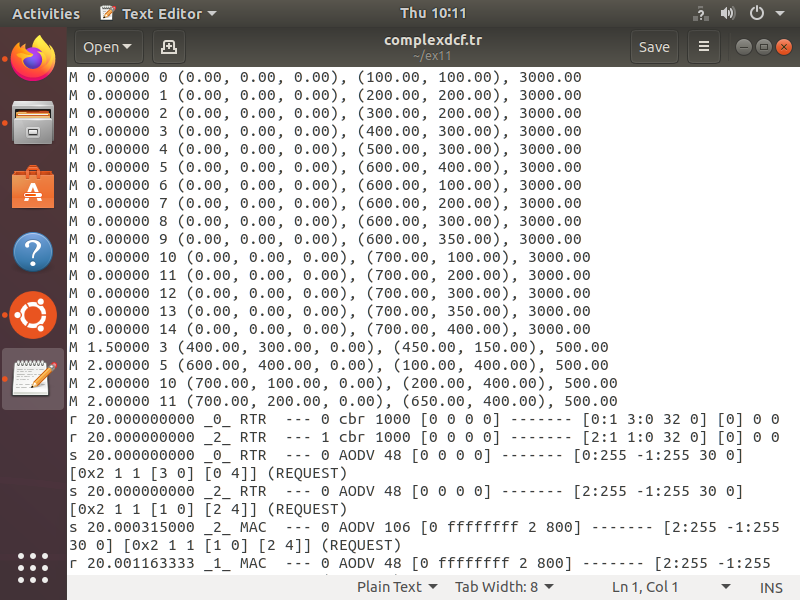 Activities Text Editor Thu 10:11
Open complexdcf.tr Save
~/ex11
M 0.00000 0 (0.00, 0.00, 0.00), (100.00, 100.00), 3000.00
M 0.00000 1 (0.00, 0.00, 0.00), (200.00, 200.00), 3000.00
M 0.00000 2 (0.00, 0.00, 0.00), (300.00, 200.00), 3000.00
M 0.00000 3 (0.00, 0.00, 0.00), (400.00, 300.00), 3000.00
M 0.00000 4 (0.00, 0.00, 0.00), (500.00, 300.00), 3000.00
M 0.00000 5 (0.00, 0.00, 0.00), (600.00, 400.00), 3000.00
M 0.00000 6 (0.00, 0.00, 0.00), (600.00, 100.00), 3000.00
M 0.00000 7 (0.00, 0.00, 0.00), (600.00, 200.00), 3000.00
M 0.00000 8 (0.00, 0.00, 0.00), (600.00, 300.00), 3000.00
M 0.00000 9 (0.00, 0.00, 0.00), (600.00, 350.00), 3000.00
M 0.00000 10 (0.00, 0.00, 0.00), (700.00, 100.00), 3000.00
M 0.00000 11 (0.00, 0.00, 0.00), (700.00, 200.00), 3000.00
M 0.00000 12 (0.00, 0.00, 0.00), (700.00, 300.00), 3000.00
M 0.00000 13 (0.00, 0.00, 0.00), (700.00, 350.00), 3000.00
M 0.00000 14 (0.00, 0.00, 0.00), (700.00, 400.00), 3000.00
M 1.50000 3 (400.00, 300.00, 0.00), (450.00, 150.00), 500.00
M 2.00000 5 (600.00, 400.00, 0.00), (100.00, 400.00), 500.00
M 2.00000 10 (700.00, 100.00, 0.00), (200.00, 400.00), 500.00
M 2.00000 11 (700.00, 200.00, 0.00), (650.00, 400.00), 500.00
r 20.000000000 _0_ RTR  --- 0 cbr 1000 [0 0 0 0] ------- [0:1 3:0 32 0] [0] 0 0
r 20.000000000 _2_ RTR  --- 1 cbr 1000 [0 0 0 0] ------- [2:1 1:0 32 0] [0] 0 0
s 20.000000000 _0_ RTR  --- 0 AODV 48 [0 0 0 0] ------- [0:255 -1:255 30 0]
[0x2 1 1 [3 0] [0 4]] (REQUEST)
s 20.000000000 _2_ RTR  --- 0 AODV 48 [0 0 0 0] ------- [2:255 -1:255 30 0]
[0x2 1 1 [1 0] [2 4]] (REQUEST)
s 20.000315000 _2_ MAC  --- 0 AODV 106 [0 ffffffff 2 800] ------- [2:255 -1:255
30 0] [0x2 1 1 [1 0] [2 4]] (REQUEST)
r 20.001163333 _1_ MAC  --- 0 AODV 48 [0 ffffffff 2 800] ------- [2:255 -1:255
Plain Text Tab Width: 8 Ln 1, Col 1 INS